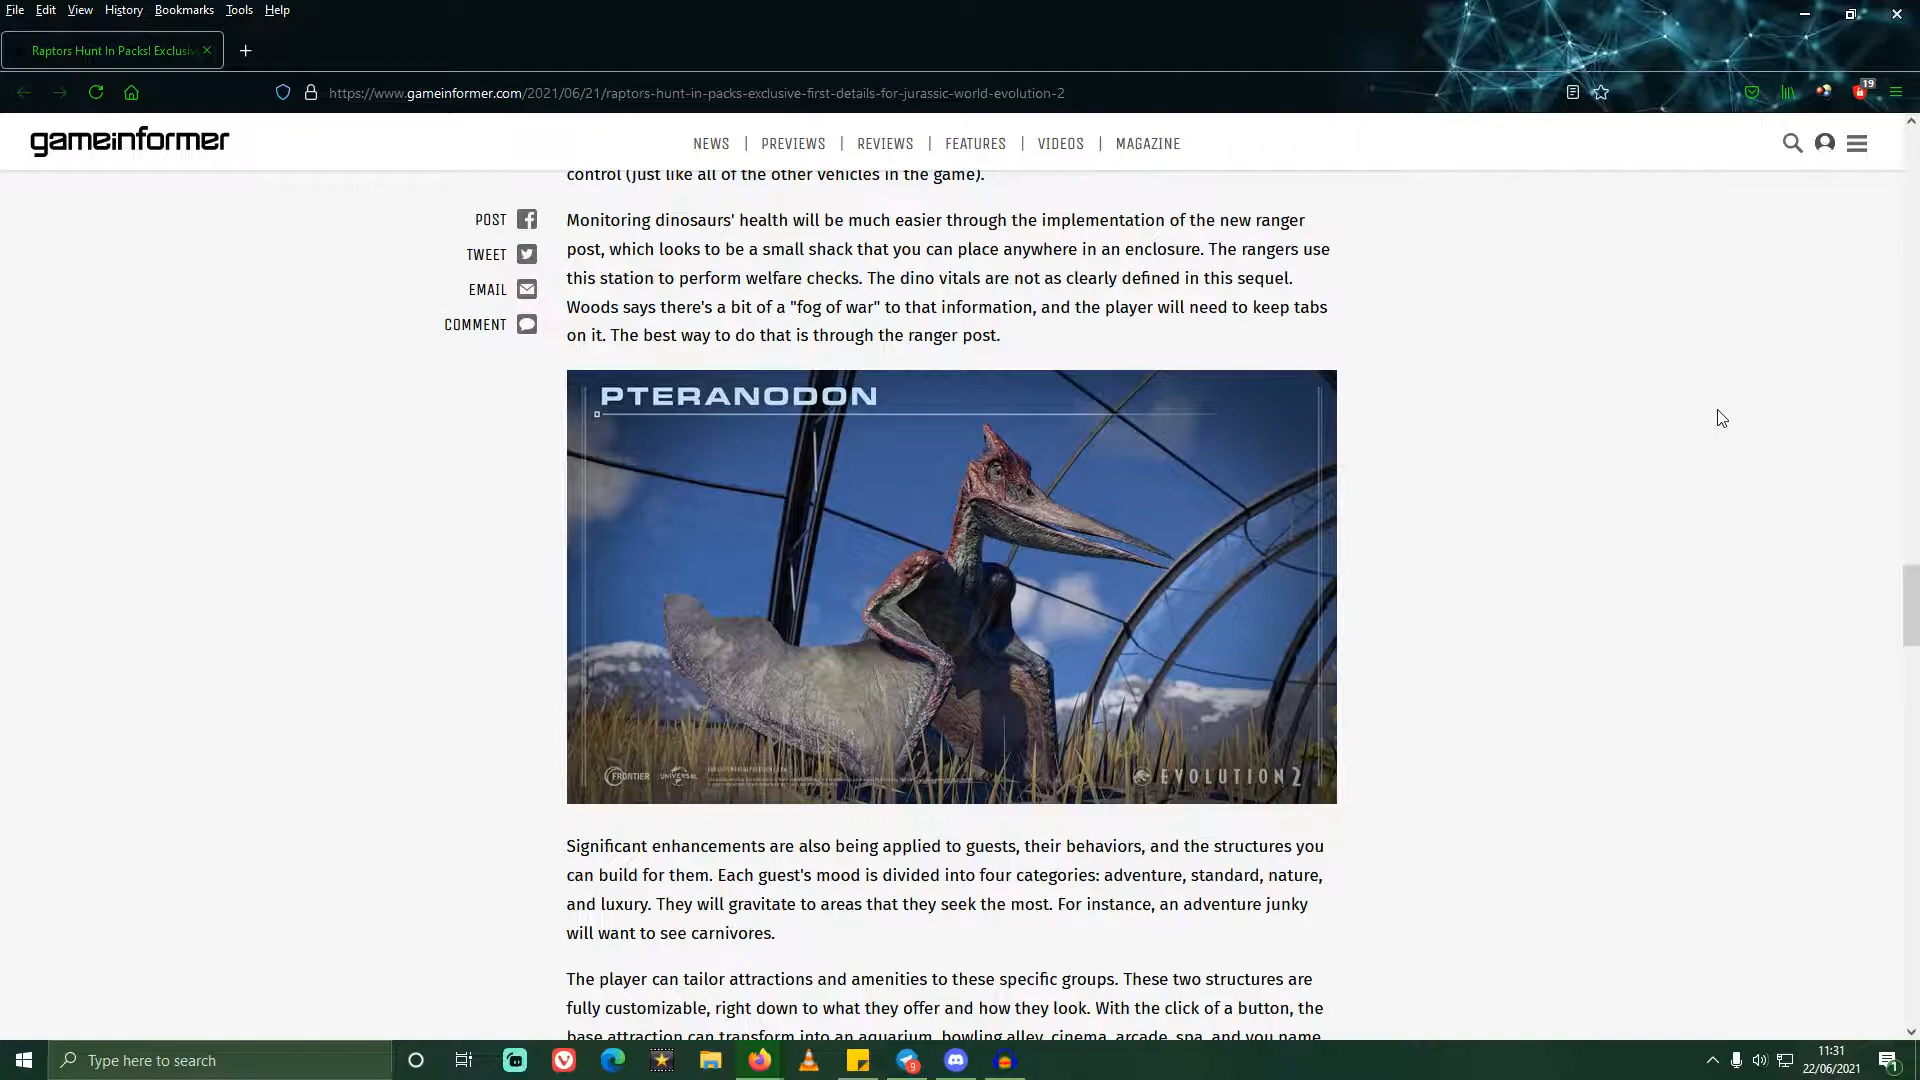 File Edit View History Bookmarks Tools Help
Raptors Hunt In Packs! Exclusiv
https://www.gameinformer.com/2021/06/21/raptors-hunt-in-packs-exclusive-first-details-for-jurassic-world-evolution-2
19
gameinformer
NEWS | PREVIEWS | REVIEWS | FEATURES | VIDEOS | MAGAZINE
control (just like all of the other vehicles in the game).
POST
TWEET
EMAIL
COMMENT
Monitoring dinosaurs' health will be much easier through the implementation of the new ranger
post, which looks to be a small shack that you can place anywhere in an enclosure. The rangers use
this station to perform welfare checks. The dino vitals are not as clearly defined in this sequel.
Woods says there's a bit of a "fog of war" to that information, and the player will need to keep tabs
on it. The best way to do that is through the ranger post.
PTERANODON
FRONTIER UNIVERSAL
EVOLUTION 2
Significant enhancements are also being applied to guests, their behaviors, and the structures you
can build for them. Each guest's mood is divided into four categories: adventure, standard, nature,
and luxury. They will gravitate to areas that they seek the most. For instance, an adventure junky
will want to see carnivores.
The player can tailor attractions and amenities to these specific groups. These two structures are
fully customizable, right down to what they offer and how they look. With the click of a button, the
base attraction can transform into an aquarium, bowling alley, cinema, arcade, spa, and you name
Type here to search
9
11:31
22/06/2021
1